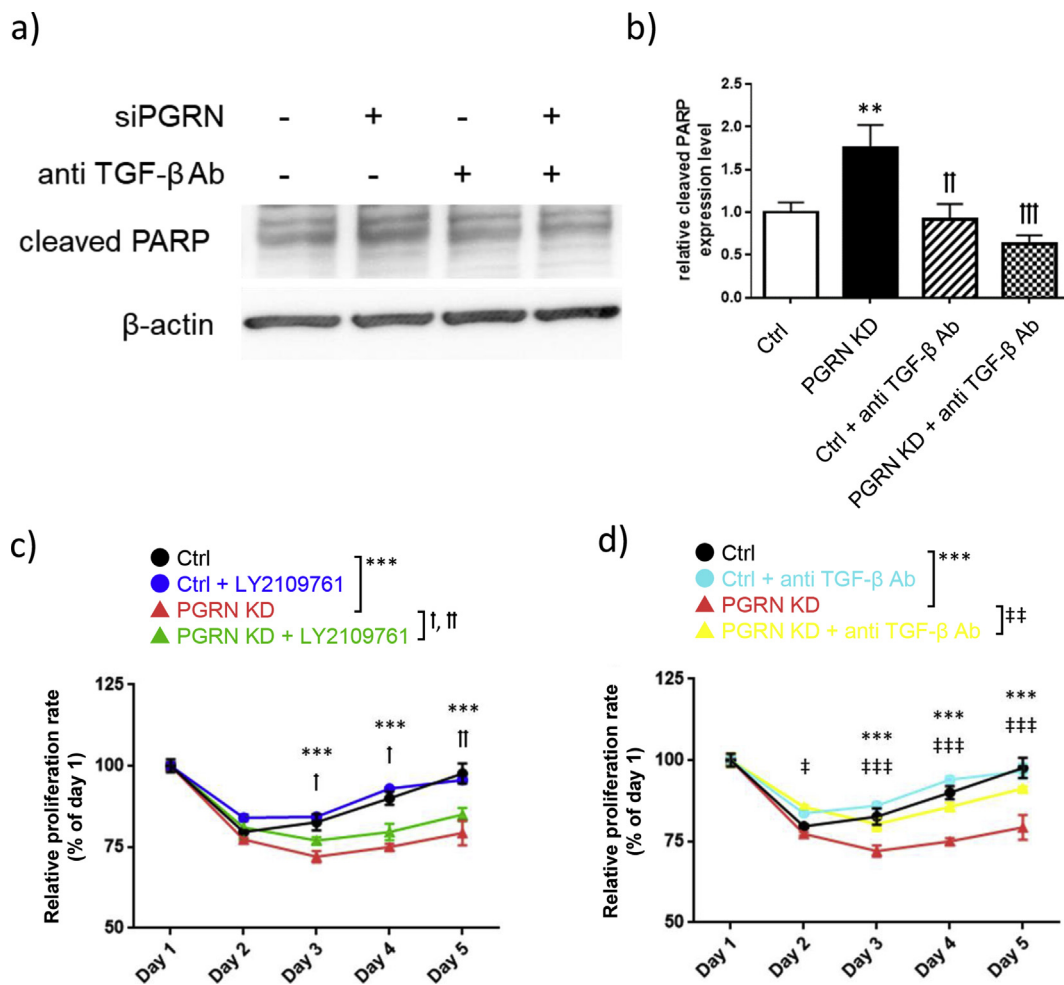 a)
siPGRN - + - +
anti TGF-β Ab - - + +
cleaved PARP
β-actin
b)
relative cleaved PARP
expression level
2.5
2.0
1.5
1.0
0.5
0.0
**
††
†††
Ctrl
PGRN KD
Ctrl + anti TGF-β Ab
PGRN KD + anti TGF-β Ab
c)
Ctrl
Ctrl + LY2109761
PGRN KD
PGRN KD + LY2109761
***
†, ††
Relative proliferation rate
(% of day 1)
125
100
75
50
***
†
***
†
***
††
Day 1
Day 2
Day 3
Day 4
Day 5
d)
Ctrl
Ctrl + anti TGF-β Ab
PGRN KD
PGRN KD + anti TGF-β Ab
***
‡‡
Relative proliferation rate
(% of day 1)
125
100
75
50
‡
***
‡‡‡
***
‡‡‡
***
‡‡‡
Day 1
Day 2
Day 3
Day 4
Day 5